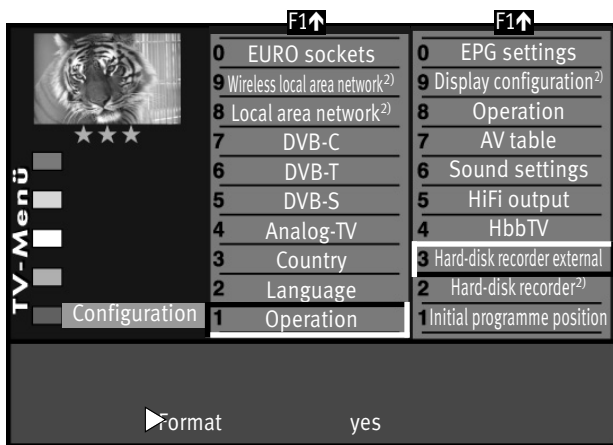 F1↑
F1↑
0 EURO sockets
9 Wireless local area network2)
8 Local area network2)
7 DVB-C
6 DVB-T
5 DVB-S
4 Analog-TV
3 Country
2 Language
1 Operation
0 EPG settings
9 Display configuration2)
8 Operation
7 AV table
6 Sound settings
5 HiFi output
4 HbbTV
3 Hard-disk recorder external
2 Hard-disk recorder2)
1 Initial programme position
TV-Menü
Configuration
Format yes